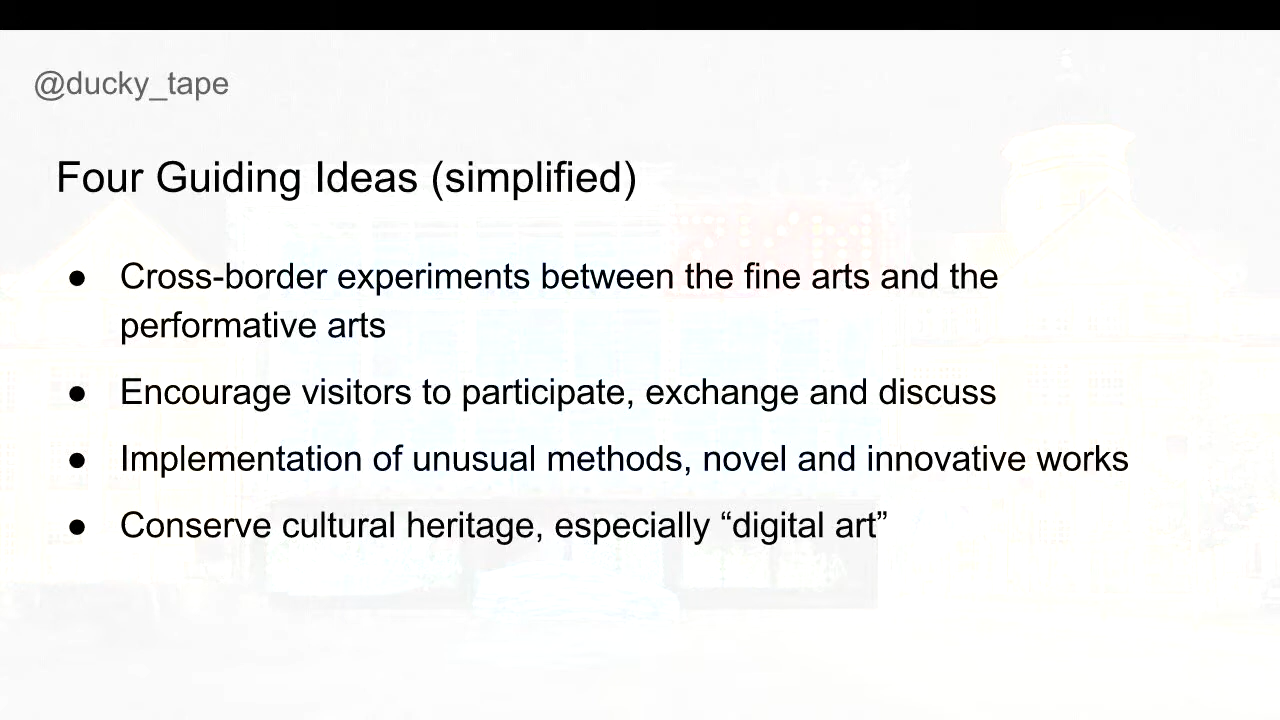 @ducky_tape
Four Guiding Ideas (simplified)
● Cross-border experiments between the fine arts and the
performative arts
● Encourage visitors to participate, exchange and discuss
● Implementation of unusual methods, novel and innovative works
● Conserve cultural heritage, especially “digital art”